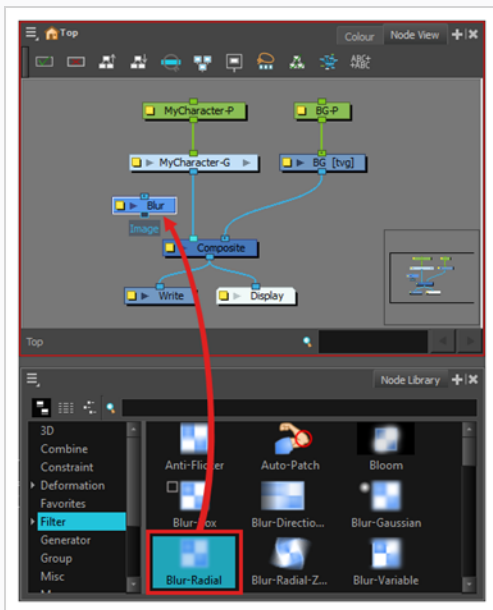 Top
Colour
Node View
ABC+
+ABC
MyCharacter-P
BG-P
MyCharacter-G
BG [tvg]
Blur
Image
Composite
Write
Display
Top
Node Library
3D
Combine
Constraint
Deformation
Favorites
Filter
Generator
Group
Misc
Anti-Flicker
Auto-Patch
Bloom
Blur-Box
Blur-Directio...
Blur-Gaussian
Blur-Radial
Blur-Radial-Z...
Blur-Variable